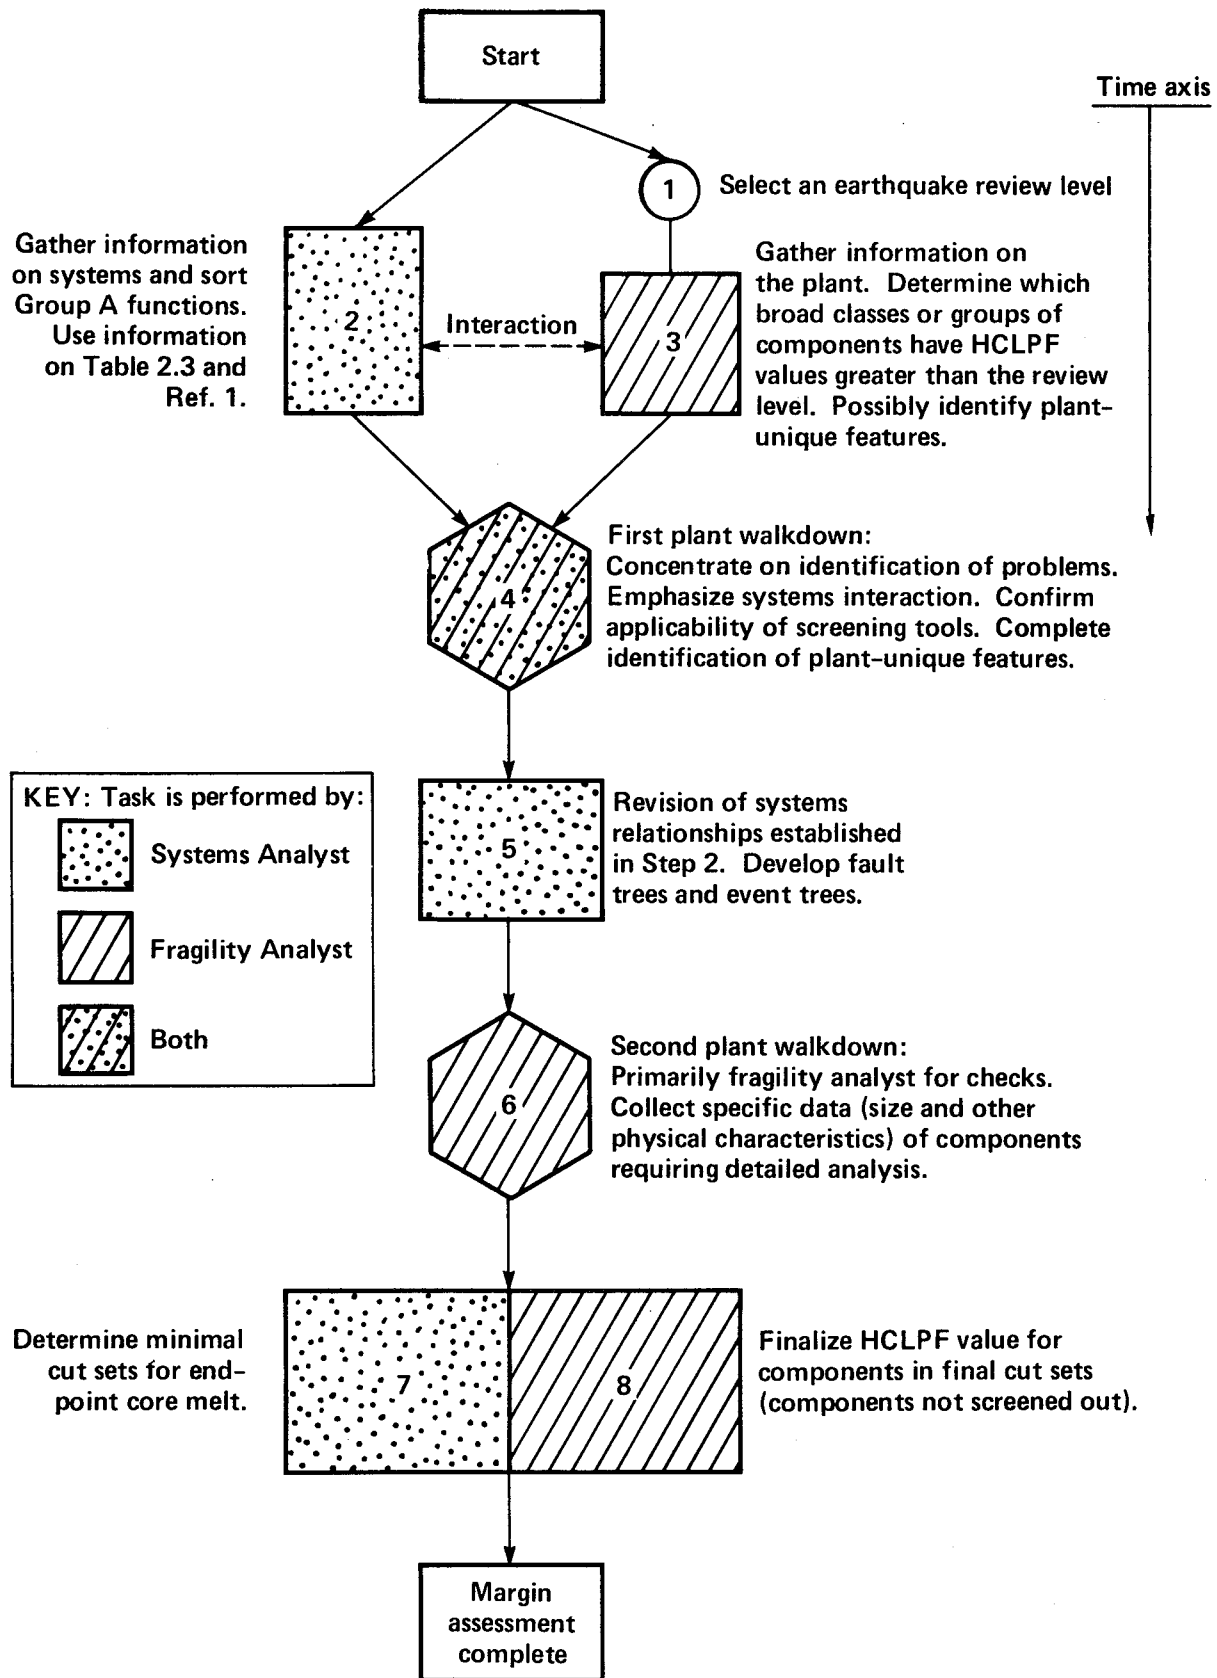 Start
Time axis
1
Select an earthquake review level
Gather information
on systems and sort
Group A functions.
Use information
on Table 2.3 and
Ref. 1.
2
Interaction
3
Gather information on
the plant. Determine which
broad classes or groups of
components have HCLPF
values greater than the review
level. Possibly identify plant-
unique features.
4
First plant walkdown:
Concentrate on identification of problems.
Emphasize systems interaction. Confirm
applicability of screening tools. Complete
identification of plant-unique features.
KEY: Task is performed by:
Systems Analyst
Fragility Analyst
Both
5
Revision of systems
relationships established
in Step 2. Develop fault
trees and event trees.
6
Second plant walkdown:
Primarily fragility analyst for checks.
Collect specific data (size and other
physical characteristics) of components
requiring detailed analysis.
Determine minimal
cut sets for end-
point core melt.
7
8
Finalize HCLPF value for
components in final cut sets
(components not screened out).
Margin
assessment
complete